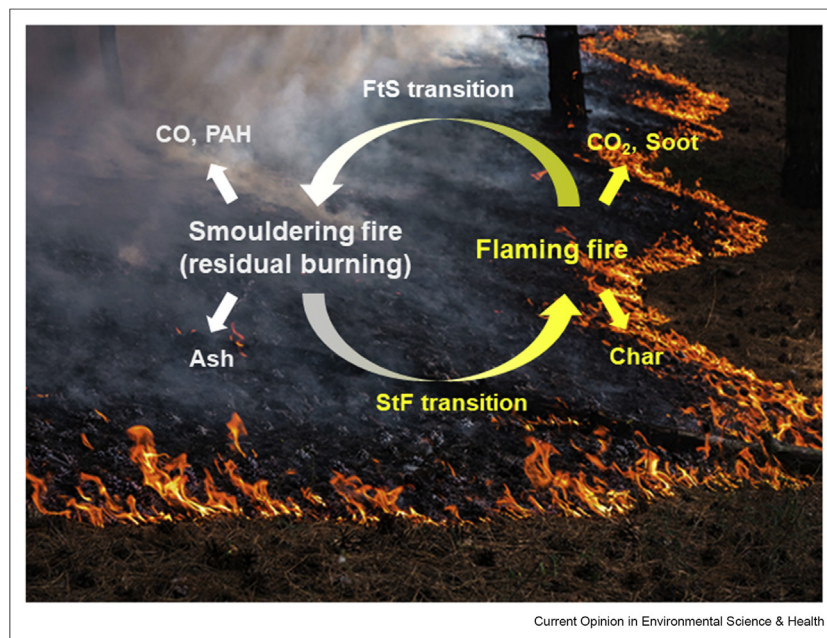 FtS transition
CO, PAH
CO₂, Soot
Smouldering fire
(residual burning)
Flaming fire
Ash
Char
StF transition
Current Opinion in Environmental Science & Health